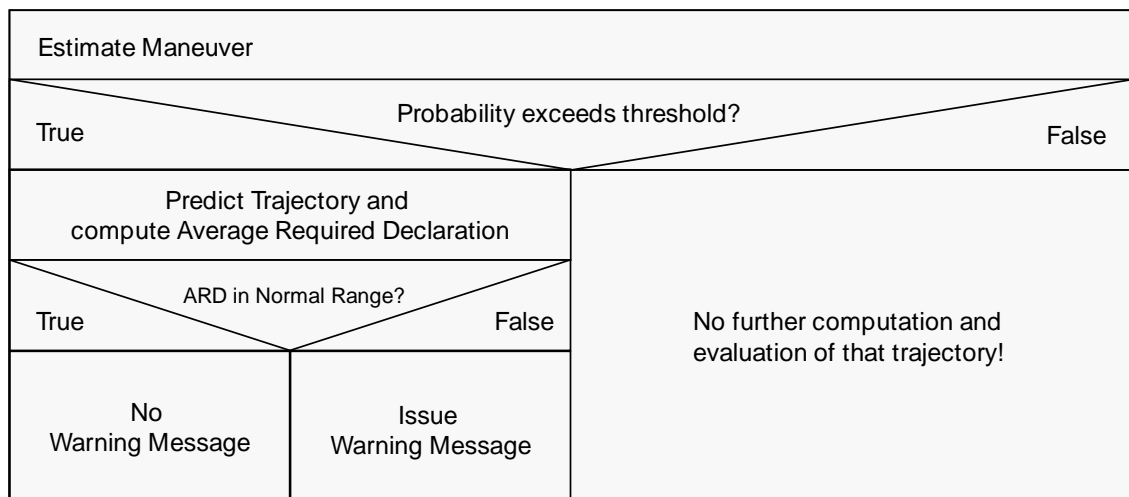 Estimate Maneuver
Probability exceeds threshold?
True
False
Predict Trajectory and
compute Average Required Declaration
ARD in Normal Range?
True
False
No further computation and
evaluation of that trajectory!
No
Warning Message
Issue
Warning Message